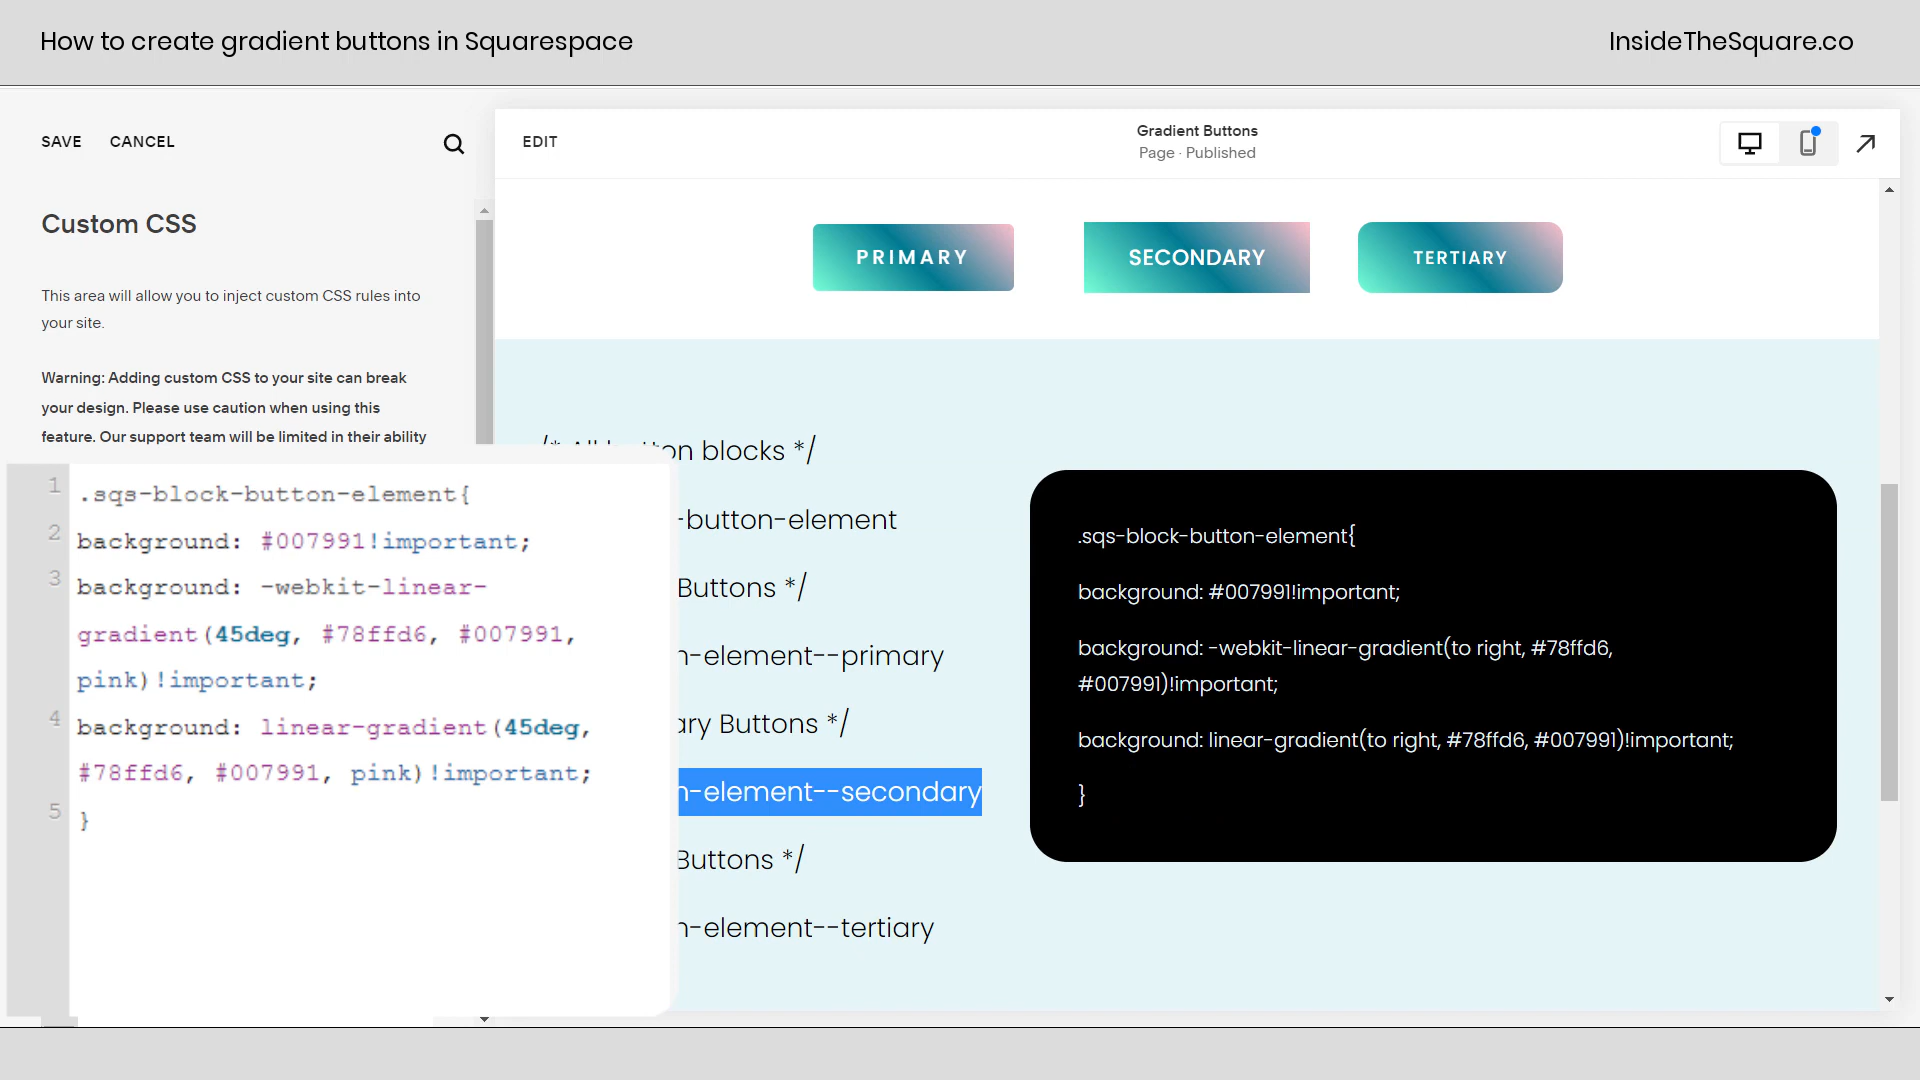 How to create gradient buttons in Squarespace
InsideTheSquare.co
SAVE
CANCEL
EDIT
Gradient Buttons
Page · Published
Custom CSS
This area will allow you to inject custom CSS rules into
your site.
Warning: Adding custom CSS to your site can break
your design. Please use caution when using this
feature. Our support team will be limited in their ability
1 .sqs-block-button-element{
2 background: #007991!important;
3 background: -webkit-linear-
gradient(45deg, #78ffd6, #007991,
pink)!important;
4 background: linear-gradient(45deg,
#78ffd6, #007991, pink)!important;
5 }
PRIMARY
SECONDARY
TERTIARY
/* All button blocks */
-button-element
Buttons */
n-element--primary
ary Buttons */
n-element--secondary
Buttons */
n-element--tertiary
.sqs-block-button-element{
background: #007991!important;
background: -webkit-linear-gradient(to right, #78ffd6,
#007991)!important;
background: linear-gradient(to right, #78ffd6, #007991)!important;
}